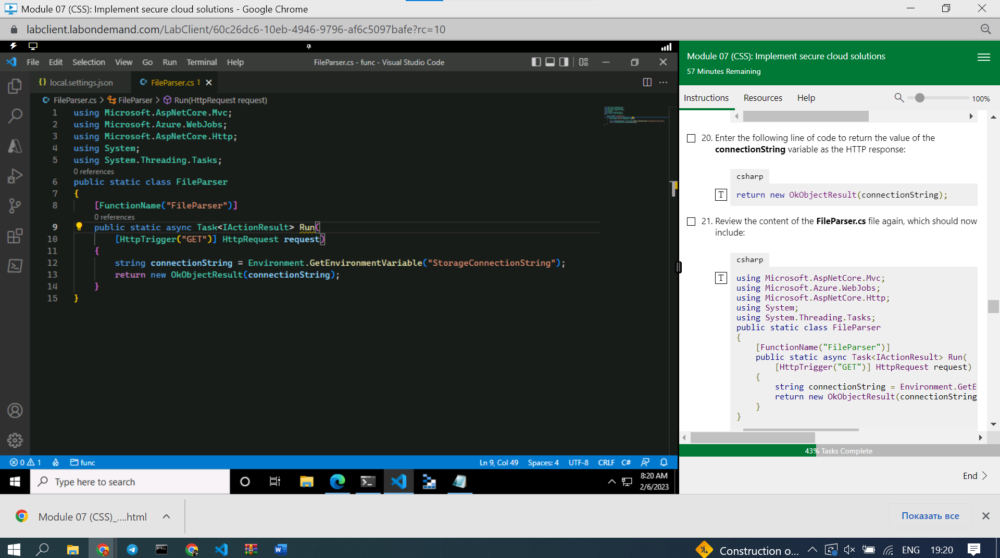 Module 07 (CSS): Implement secure cloud solutions - Google Chrome
labclient.labondemand.com/LabClient/60c26dc6-10eb-4946-9796-af6c5097bafe?rc=10
File Edit Selection View Go Run Terminal Help
FileParser.cs - func - Visual Studio Code
{} local.settings.json
FileParser.cs 1
FileParser.cs > FileParser > Run(HttpRequest request)
1 using Microsoft.AspNetCore.Mvc;
2 using Microsoft.Azure.WebJobs;
3 using Microsoft.AspNetCore.Http;
4 using System;
5 using System.Threading.Tasks;
0 references
6 public static class FileParser
7 {
8 [FunctionName("FileParser")]
0 references
9 public static async Task<IActionResult> Run(
10 [HttpTrigger("GET")] HttpRequest request)
11 {
12 string connectionString = Environment.GetEnvironmentVariable("StorageConnectionString");
13 return new OkObjectResult(connectionString);
14 }
15 }
0 1 func
Ln 9, Col 49 Spaces: 4 UTF-8 CRLF C#
Type here to search
8:20 AM
2/6/2023
Module 07 (CSS): Implement secure cloud solutions
57 Minutes Remaining
Instructions Resources Help
100%
20. Enter the following line of code to return the value of the
connectionString variable as the HTTP response:
csharp
T
return new OkObjectResult(connectionString);
21. Review the content of the FileParser.cs file again, which should now
include:
csharp
T
using Microsoft.AspNetCore.Mvc;
using Microsoft.Azure.WebJobs;
using Microsoft.AspNetCore.Http;
using System;
using System.Threading.Tasks;
public static class FileParser
{
[FunctionName("FileParser")]
public static async Task<IActionResult> Run(
[HttpTrigger("GET")] HttpRequest request)
{
string connectionString = Environment.GetE
return new OkObjectResult(connectionString
}
}
43% Tasks Complete
End
Module 07 (CSS)_....html
Показать все
Construction o...
ENG
19:20